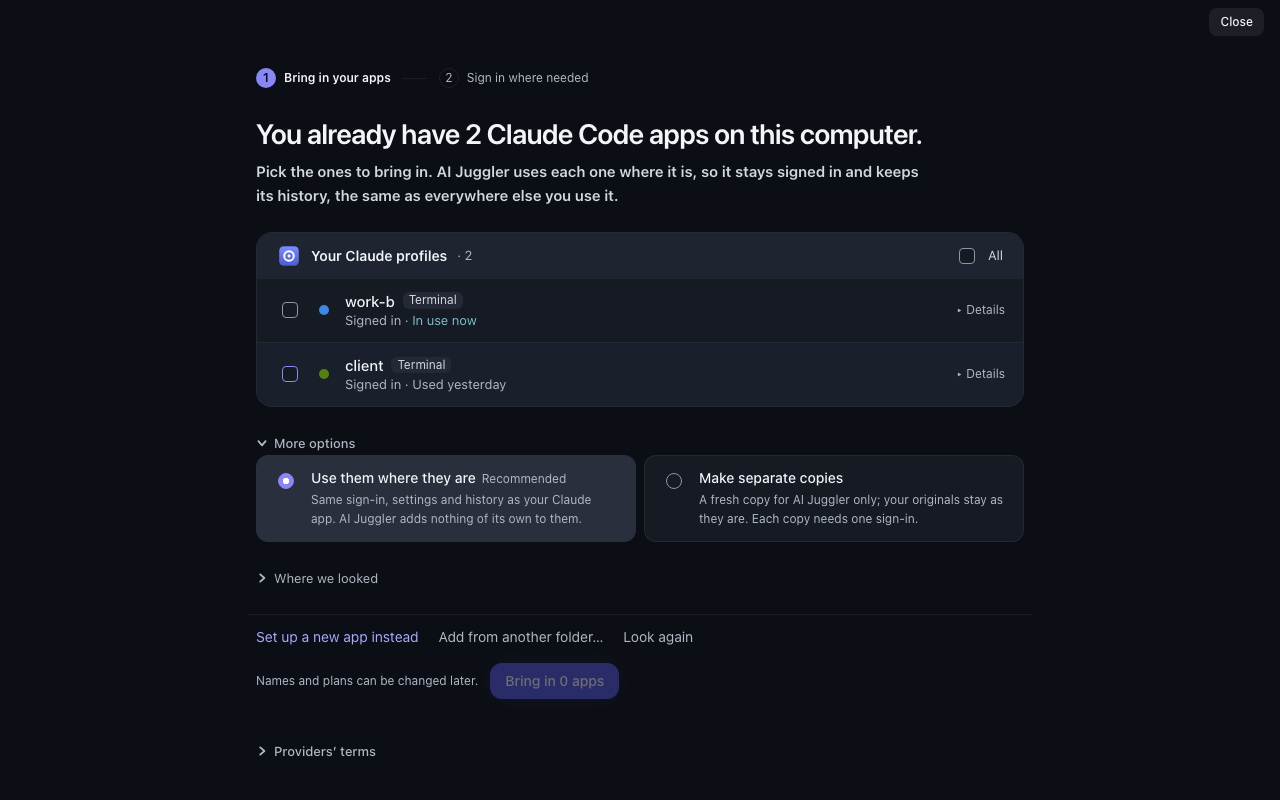 Close
1 Bring in your apps 2 Sign in where needed
You already have 2 Claude Code apps on this computer.
Pick the ones to bring in. AI Juggler uses each one where it is, so it stays signed in and keeps
its history, the same as everywhere else you use it.
Your Claude profiles · 2 All
work-b Terminal
Signed in · In use now
Details
client Terminal
Signed in · Used yesterday
Details
More options
Use them where they are Recommended
Same sign-in, settings and history as your Claude
app. AI Juggler adds nothing of its own to them.
Make separate copies
A fresh copy for AI Juggler only; your originals stay as
they are. Each copy needs one sign-in.
Where we looked
Set up a new app instead Add from another folder... Look again
Names and plans can be changed later. Bring in 0 apps
Providers’ terms